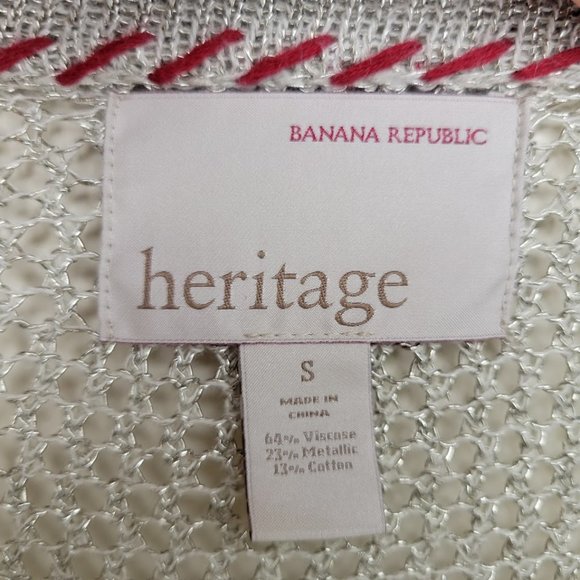 BANANA REPUBLIC
heritage
S
MADE IN
CHINA
64% Viscose
23% Metallic
13% Cotton